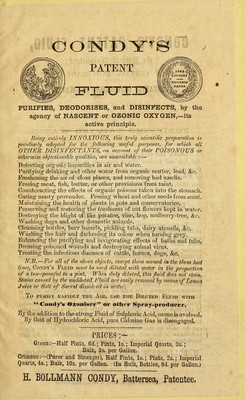 CONDY'S
PATENT
FLUID
PURIFIES, DEODORISES, and DISINFECTS, by the
agency of NASCENT or OZONIC OXYGEN,—its
active principle.
Being entirely INNOXIOUS, this truly scientific preparation is
peculiarly adapted for the following useful purposes, for which all
OTHER DISINFECTANTS, on account of their POISONOUS or
otherwise objectionable qualities, are unsuitable :—
Detecting organic impurities in air and water.
Purifying drinking and other water from organic matter, lead, &c.
Freshening the air of close places, and removing bad smells.
Freeing meat, fish, butter, or other provisions from taint.
Counteracting the effects of organic poisons taken into the stomach.
Curing musty provender. Freeing wheat and other seeds from smut.
Maintaining the health of plants in pots and conservatories.
Preserving and restoring the freshness of cut flowers kept in water.
Destroying the blight of the potatoe, vine, hop, mulberry-tree, &c.
Washing dogs and other domestic animals.
Cleansing bottles, beer barrels, pickling tubs, dairy utensils, &c.
Washing the hair and darkening its colour when turning grey.
Enhancing the purifying and invigorating effects of baths and tubs.
Freeing poisoned wounds and destroying animal virus.
Treating the infectious diseases of cattle, horses, dogs, &c.
N.B.—For all of the above objects, except those named in the three last
lines, CONDY'S FLUID must be used diluted with water in the proportion
of a tea-spoonful to a pint. When duly diluted, this fluid does not stain.
Stains caused by the undiluted Fluid are easily removed by means of Lemon
Juice or Salt of Sorrel dissolved in water.
TO PURIFY RAPIDLY THE AIR, USE THE DILUTED FLUID WITH
"Condy's Ozoniser" or other Spray-producer.
By the addition to the strong Fluid of Sulphuric Acid, ozone is evolved.
By that of Hydrochloric Acid, pure Chlorine Gas is disengaged.
PRICES:—
Green:—Half Pints, 6d.; Pints, 1s.; Imperial Quarts, 2s.;
Bulk, 5s. per Gallon.
Crimson:—(Purer and Stronger), Half Pints, 1s.; Pints, 2s.; Imperial
Quarts, 4s.; Bulk, 10s. per Gallon. (In Bulk, Bottles, 8d. per Gallon.)
H. BOLLMANN CONDY, Battersea, Patentee.